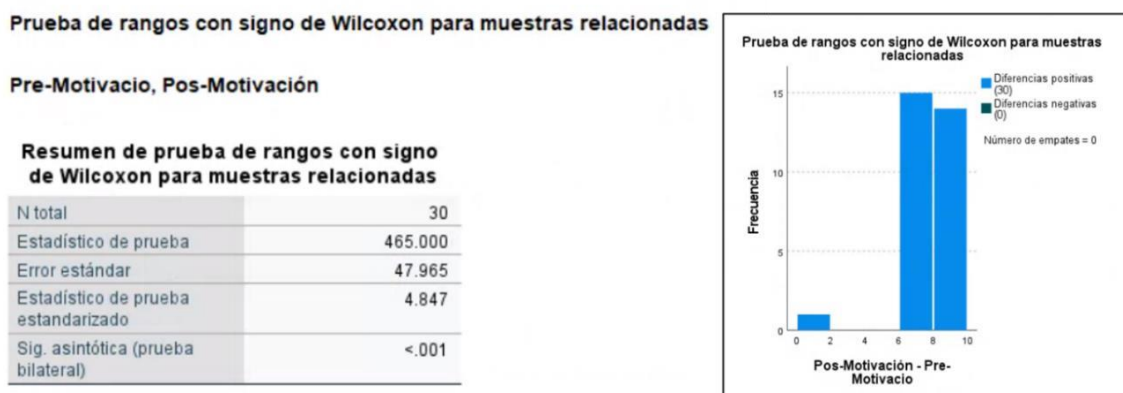 Prueba de rangos con signo de Wilcoxon para muestras relacionadas
Pre-Motivacio, Pos-Motivación
Resumen de prueba de rangos con signo
de Wilcoxon para muestras relacionadas
N total 30
Estadístico de prueba 465.000
Error estándar 47.965
Estadístico de prueba
estandarizado 4.847
Sig. asintótica (prueba
bilateral) <.001
Prueba de rangos con signo de Wilcoxon para muestras
relacionadas
Diferencias positivas
(30)
Diferencias negativas
(0)
Número de empates = 0
Frecuencia
15
10
5
0
0 2 4 6 8 10
Pos-Motivación - Pre-
Motivacio